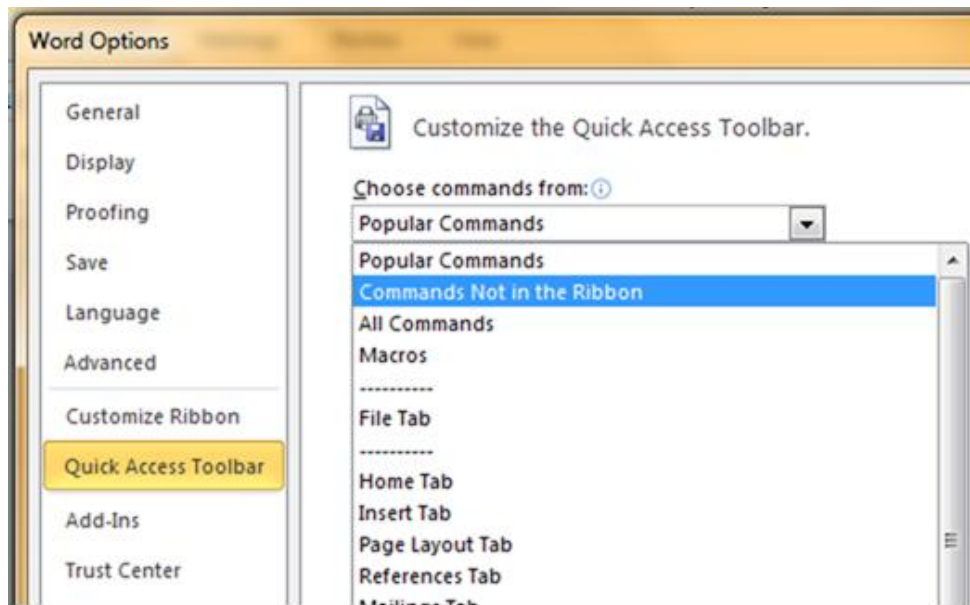 Word Options
General
Display
Proofing
Save
Language
Advanced
Customize Ribbon
Quick Access Toolbar
Add-Ins
Trust Center
Customize the Quick Access Toolbar.
Choose commands from:
Popular Commands
Popular Commands
Commands Not in the Ribbon
All Commands
Macros
----------
File Tab
----------
Home Tab
Insert Tab
Page Layout Tab
References Tab
Mailings Tab